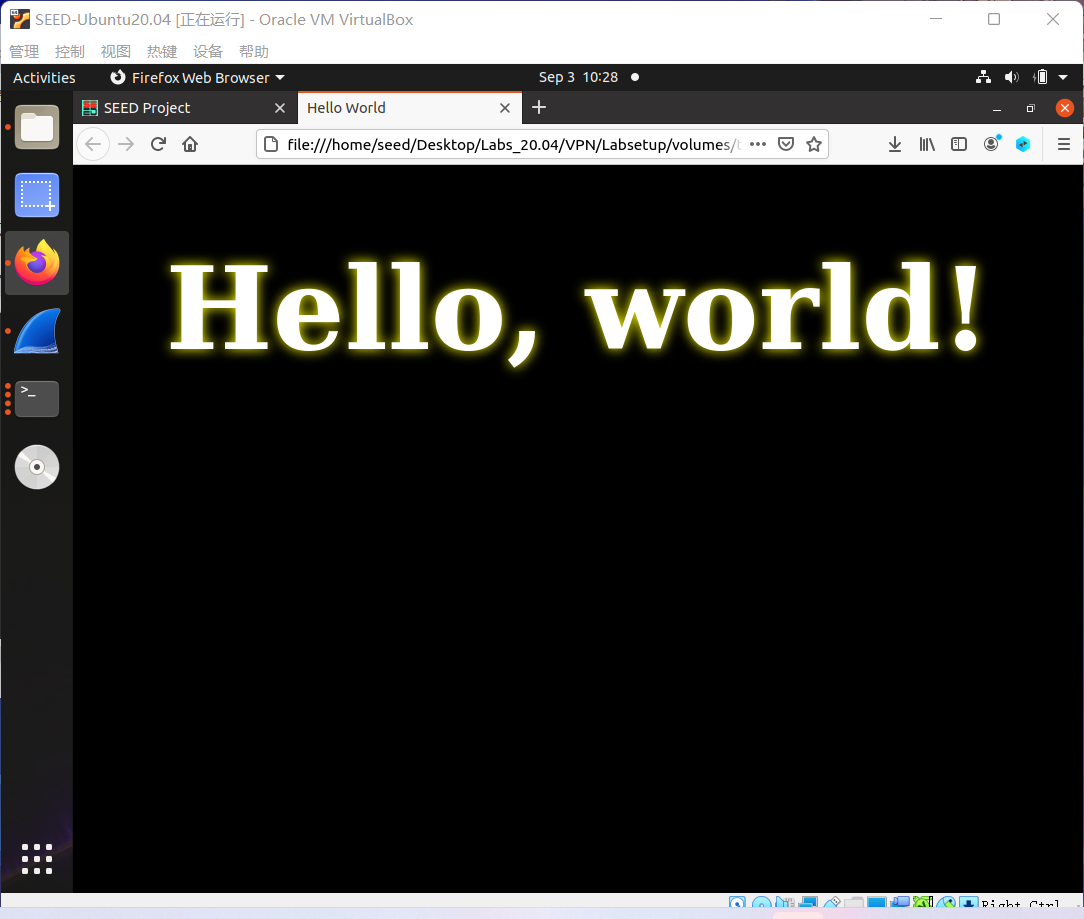 SEED-Ubuntu20.04 [正在运行] - Oracle VM VirtualBox
管理 控制 视图 热键 设备 帮助
Activities Firefox Web Browser Sep 3 10:28
SEED Project Hello World
file:///home/seed/Desktop/Labs_20.04/VPN/Labsetup/volumes/
Hello, world!
>_
Right Ctrl